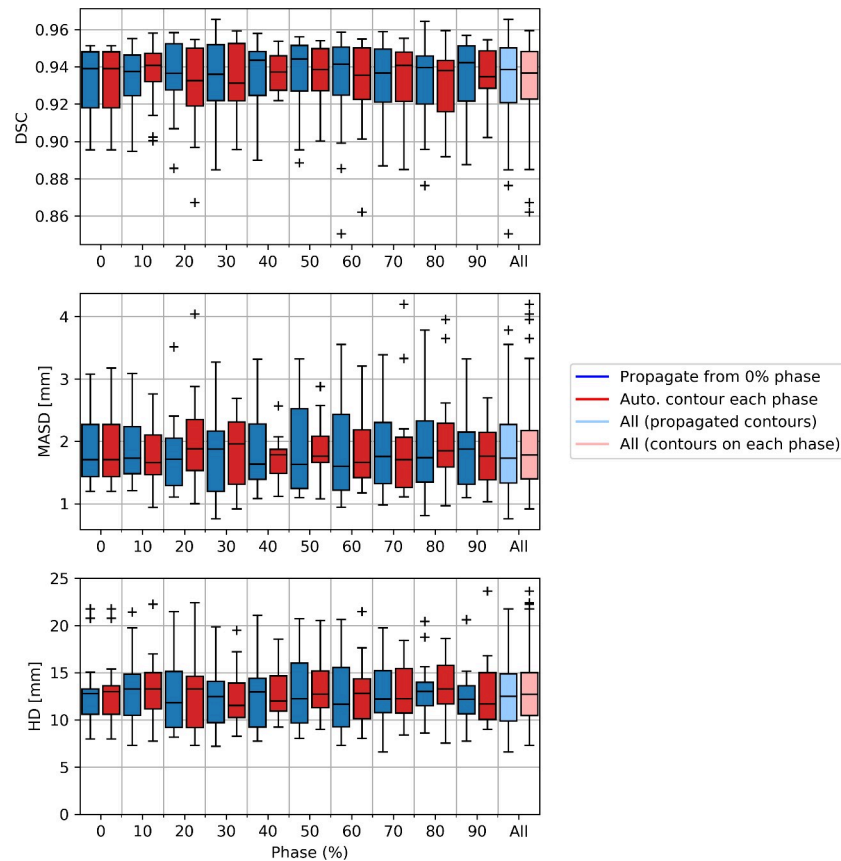 0.96
0.94
0.92
0.90
0.88
0.86
DSC
0 10 20 30 40 50 60 70 80 90 All
4
3
2
1
MASD [mm]
0 10 20 30 40 50 60 70 80 90 All
Propagate from 0% phase
Auto. contour each phase
All (propagated contours)
All (contours on each phase)
25
20
15
10
5
0
HD [mm]
0 10 20 30 40 50 60 70 80 90 All
Phase (%)